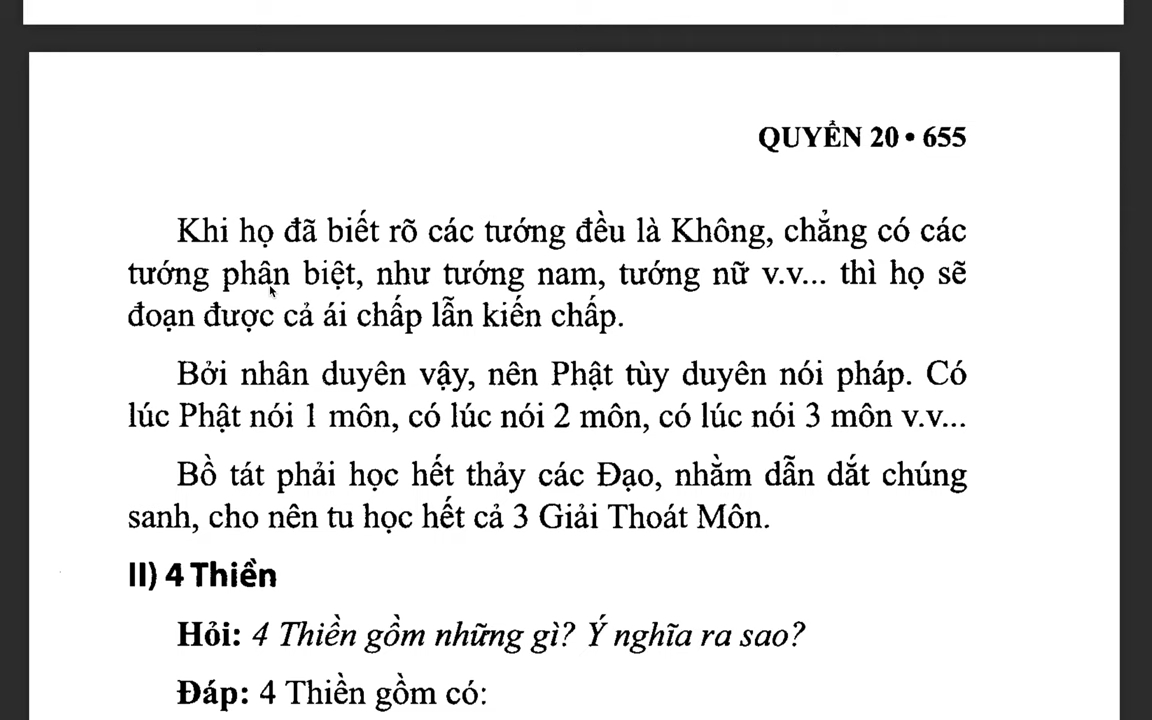 QUYỂN 20 • 655
Khi họ đã biết rõ các tướng đều là Không, chẳng có các
tướng phân biệt, như tướng nam, tướng nữ v.v... thì họ sẽ
đoạn được cả ái chấp lẫn kiến chấp.
Bởi nhân duyên vậy, nên Phật tùy duyên nói pháp. Có
lúc Phật nói 1 môn, có lúc nói 2 môn, có lúc nói 3 môn v.v...
Bồ tát phải học hết thảy các Đạo, nhằm dẫn dắt chúng
sanh, cho nên tu học hết cả 3 Giải Thoát Môn.
II) 4 Thiền
Hỏi: 4 Thiền gồm những gì? Ý nghĩa ra sao?
Đáp: 4 Thiền gồm có: